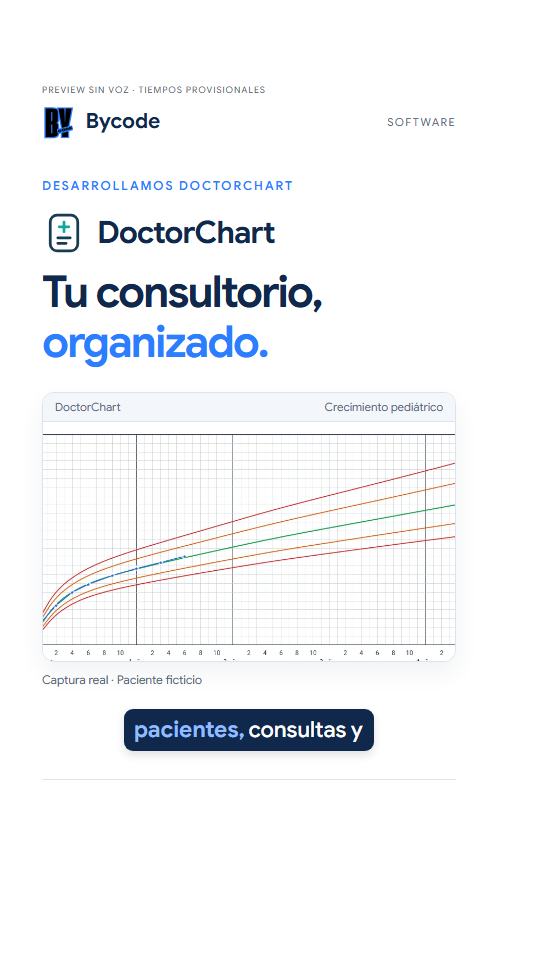 PREVIEW SIN VOZ · TIEMPOS PROVISIONALES
BY Bycode
SOFTWARE
DESARROLLAMOS DOCTORCHART
DoctorChart
Tu consultorio,
organizado.
DoctorChart Crecimiento pediátrico
2 4 6 8 10 2 4 6 8 10 2 4 6 8 10 2 4 6 8 10 2
Captura real · Paciente ficticio
pacientes, consultas y